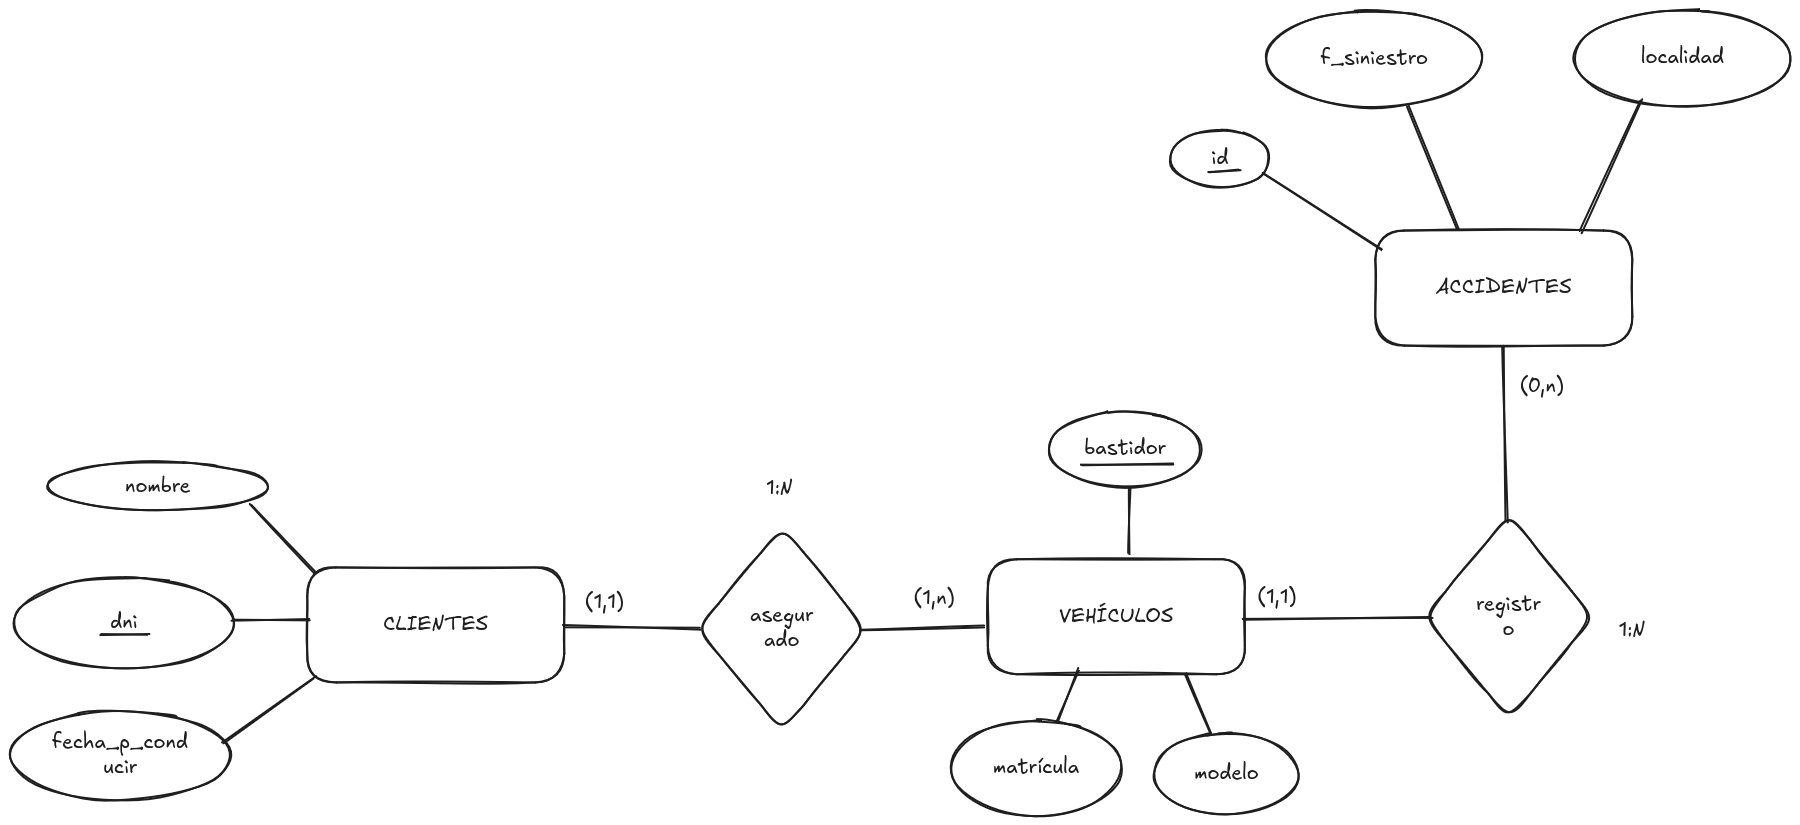 f_siniestro
localidad
id
ACCIDENTES
(0,n)
bastidor
nombre
1:N
dni
CLIENTES
(1,1)
asegur
ado
(1,n)
VEHÍCULOS
(1,1)
registr
o
1:N
fecha_p_cond
ucir
matrícula
modelo